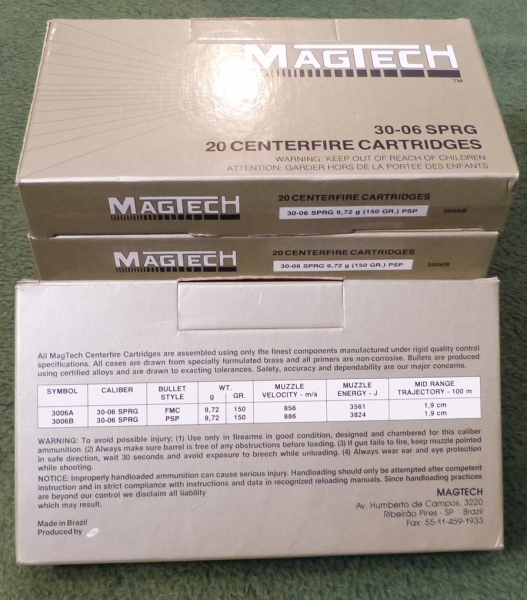 MAGTECH
TM
30-06 SPRG
20 CENTERFIRE CARTRIDGES
WARNING: KEEP OUT OF REACH OF CHILDREN
ATTENTION: GARDER HORS DE LA PORTEE DES ENFANTS
MAGTECH
20 CENTERFIRE CARTRIDGES
30-06 SPRG 9,72 g (150 GR.) PSP 3006B
MAGTECH
20 CENTERFIRE CARTRIDGES
30-06 SPRG 9,72 g (150 GR.) PSP 3006B
All MagTech Centerfire Cartridges are assembled using only the finest components manufactured under rigid quality control
specifications. All cases are drawn from specially formulated brass and all primers are non-corrosive. Bullets are produced
using certified alloys and are drawn to exacting tolerances. Safety, accuracy and dependability are our major concerns.
SYMBOL CALIBER BULLET STYLE WT. g GR. MUZZLE VELOCITY - m/s MUZZLE ENERGY - J MID RANGE TRAJECTORY - 100 m
3006A 30-06 SPRG FMC 9,72 150 856 3561 1,9 cm
3006B 30-06 SPRG PSP 9,72 150 886 3824 1,9 cm
WARNING: To avoid possible injury; (1) Use only in firearms in good condition, designed and chambered for this caliber
ammunition. (2) Always make sure barrel is free of any obstructions before loading. (3) If gun fails to fire, keep muzzle pointed
in safe direction, wait 30 seconds and avoid exposure to breech while unloading. (4) Always wear ear and eye protection
while shooting.
NOTICE: Improperly handloaded ammunition can cause serious injury. Handloading should only be attempted after competent
instruction and in strict compliance with instructions and data in recognized reloading manuals. Since handloading practices
are beyond our control we disclaim all liability
which may result.
MAGTECH
Av. Humberto de Campos, 3220
Ribeirão Pires - SP Brazil
Fax: 55-11-459-1933
Made in Brazil
Produced by